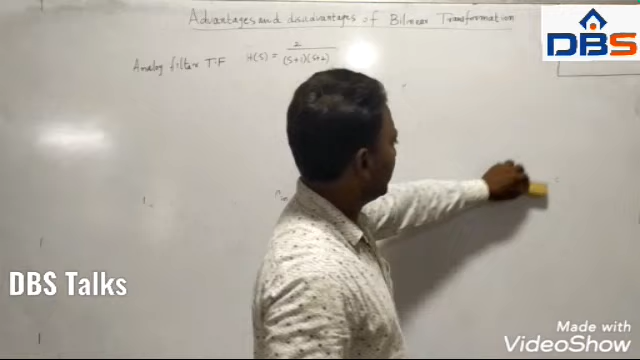 Advantages and disadvantages of Bilinear Transformation
DBS
Analog filter T.F H(S) = 2 / (S+1)(S+2)
DBS Talks
Made with
VideoShow